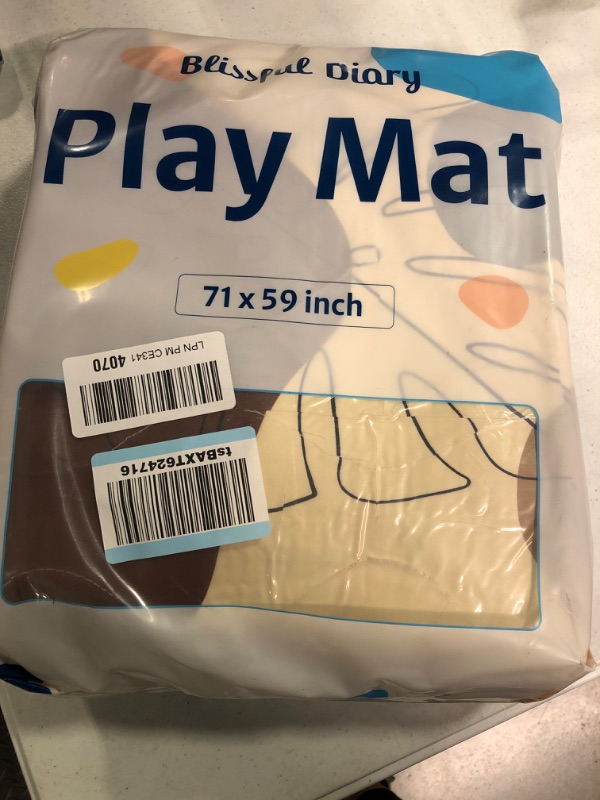 Blissful Diary
Play Mat
71 x 59 inch
LPN PM CE341 4070
tsBAXT624716